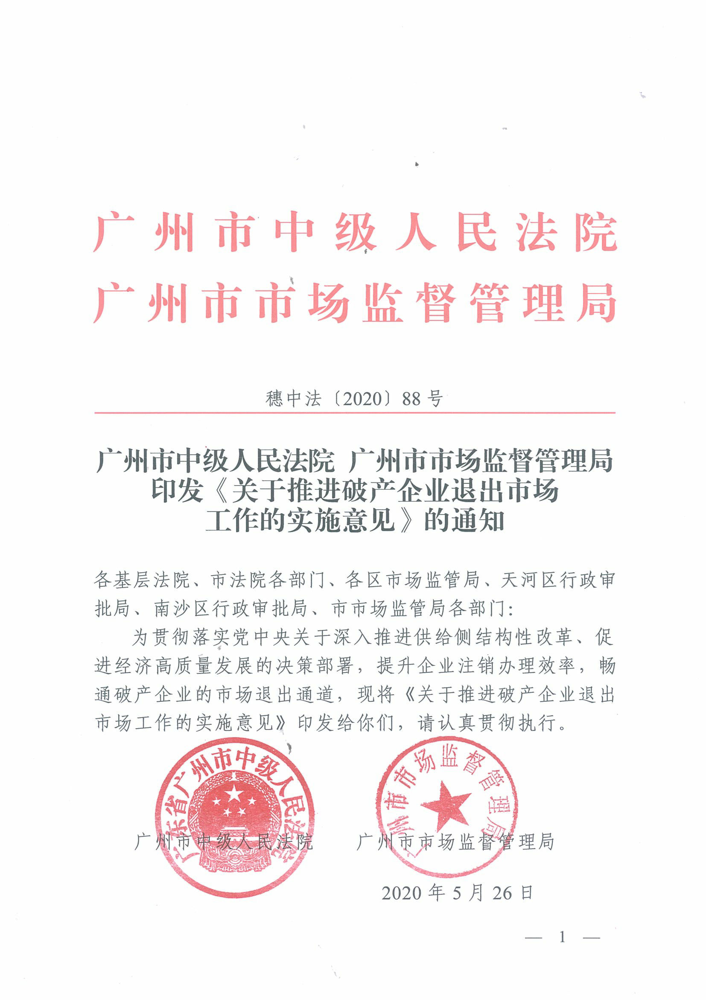 广州市中级人民法院
广州市市场监督管理局
穗中法〔2020〕88号
广州市中级人民法院 广州市市场监督管理局
印发《关于推进破产企业退出市场
工作的实施意见》的通知
各基层法院、市法院各部门、各区市场监管局、天河区行政审
批局、南沙区行政审批局、市市场监管局各部门：
为贯彻落实党中央关于深入推进供给侧结构性改革、促
进经济高质量发展的决策部署，提升企业注销办理效率，畅
通破产企业的市场退出通道，现将《关于推进破产企业退出
市场工作的实施意见》印发给你们，请认真贯彻执行。
广东省广州市中级人民法院
广州市市场监督管理局
广州市中级人民法院 广州市市场监督管理局
2020年5月26日
— 1 —